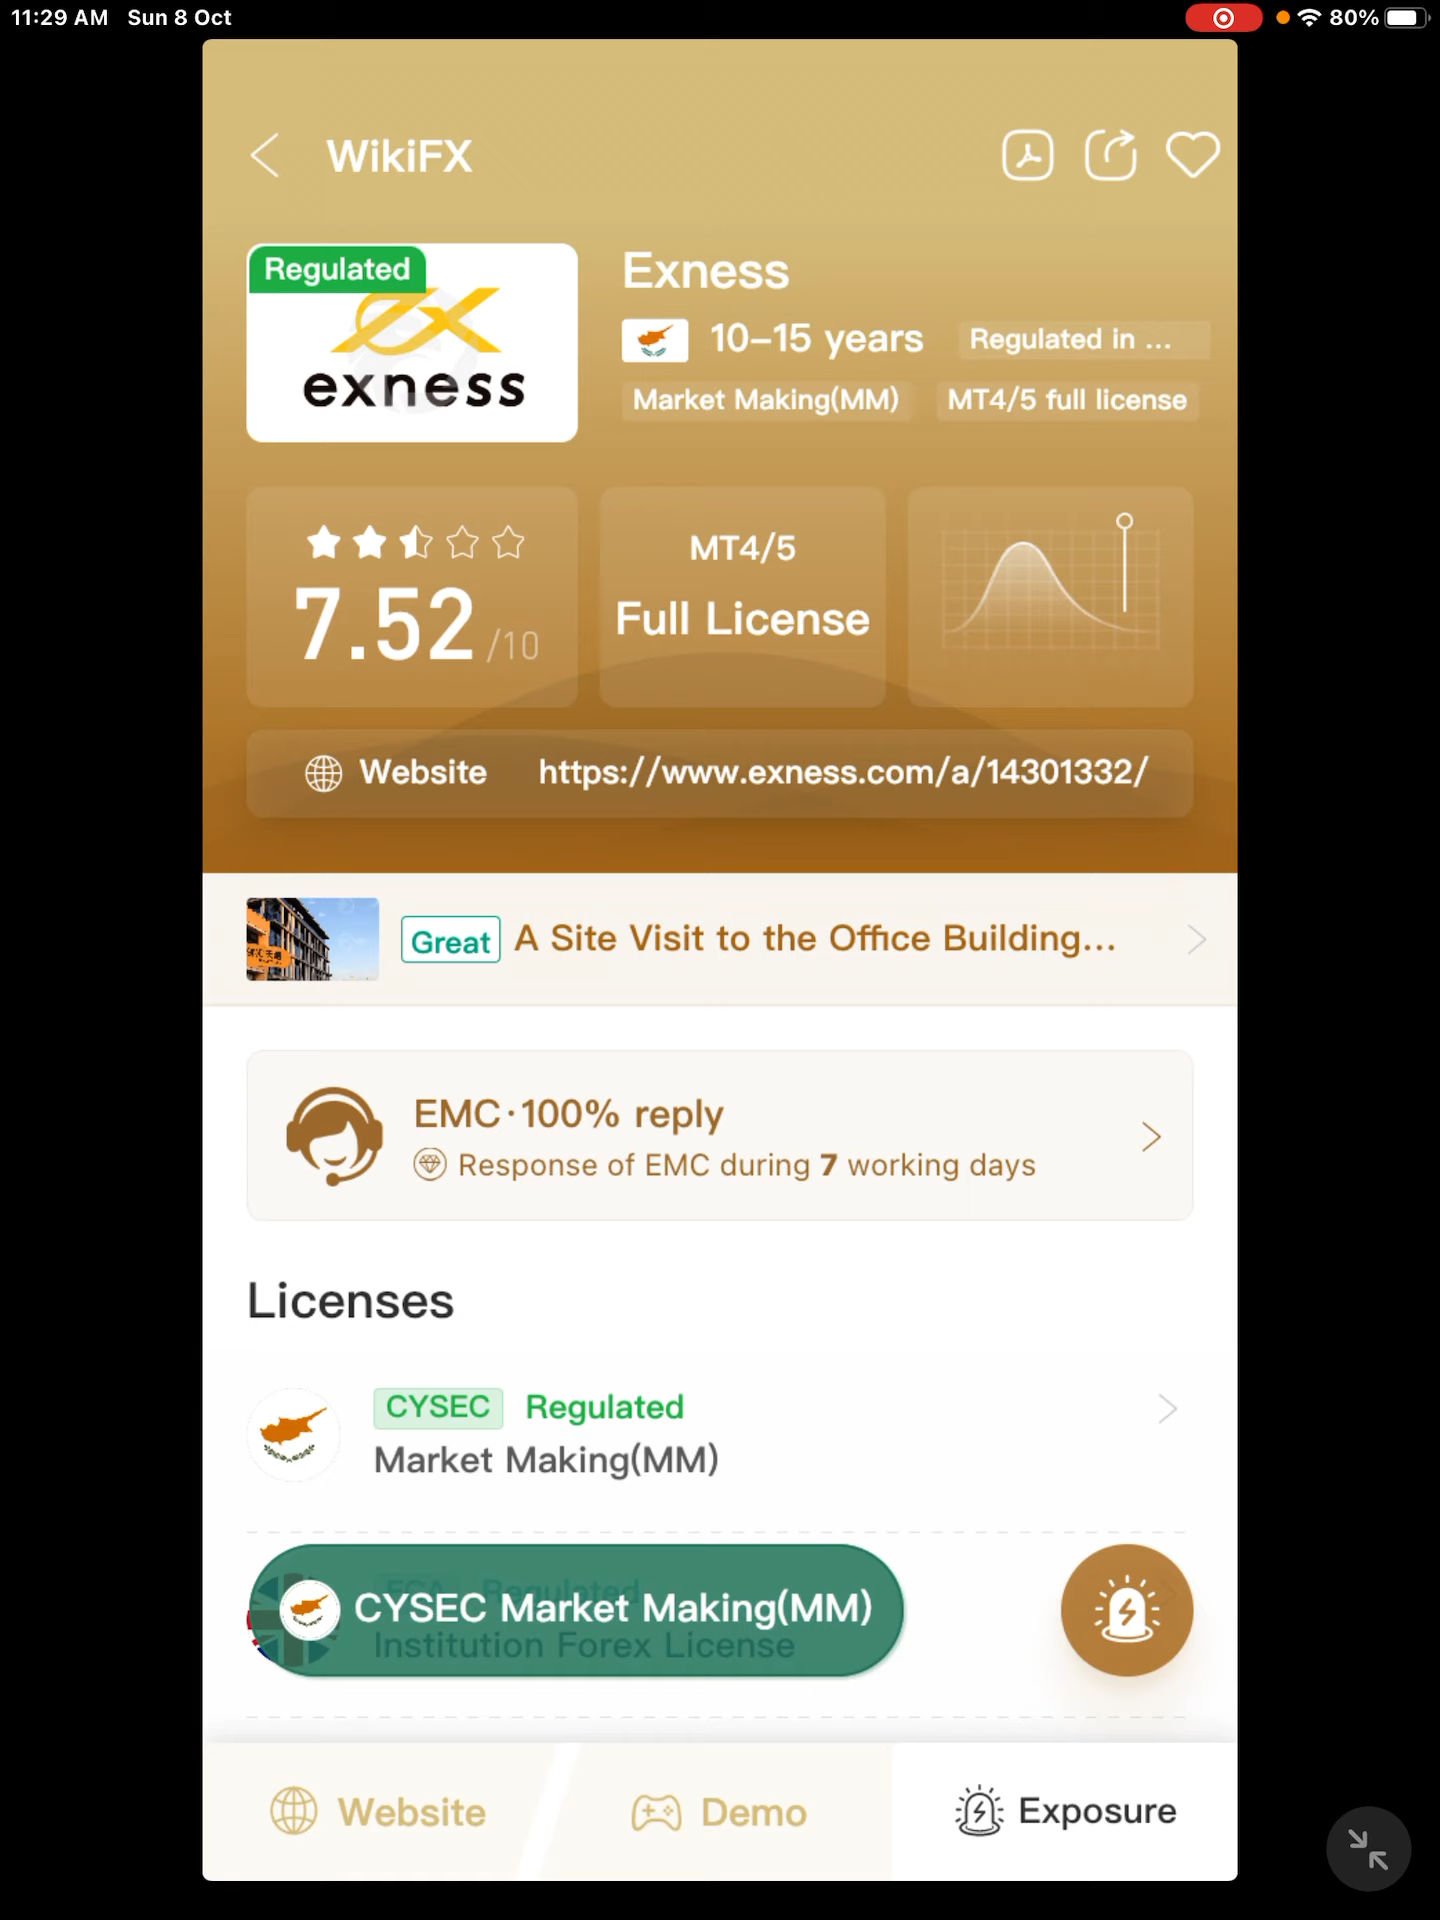 11:29 AM Sun 8 Oct
80%
WikiFX
Regulated
exness
Exness
10–15 years Regulated in ...
Market Making(MM) MT4/5 full license
7.52 /10
MT4/5
Full License
Website https://www.exness.com/a/14301332/
Great A Site Visit to the Office Building...
EMC·100% reply
Response of EMC during 7 working days
Licenses
CYSEC Regulated
Market Making(MM)
FCA Regulated
CYSEC Market Making(MM)
Institution Forex License
Website
Demo
Exposure